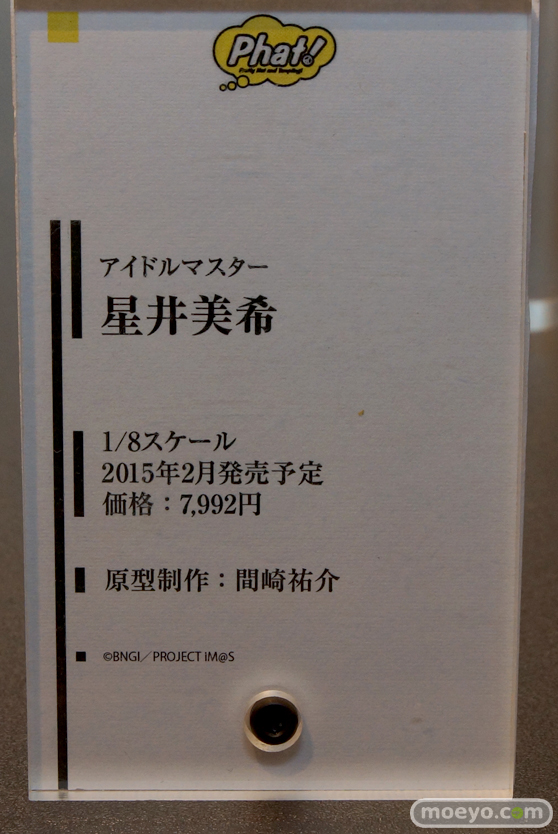 Phat!
アイドルマスター
星井美希
1/8スケール
2015年2月発売予定
価格：7,992円
原型制作：間崎祐介
©BNGI／PROJECT iM@S
moeyo.com